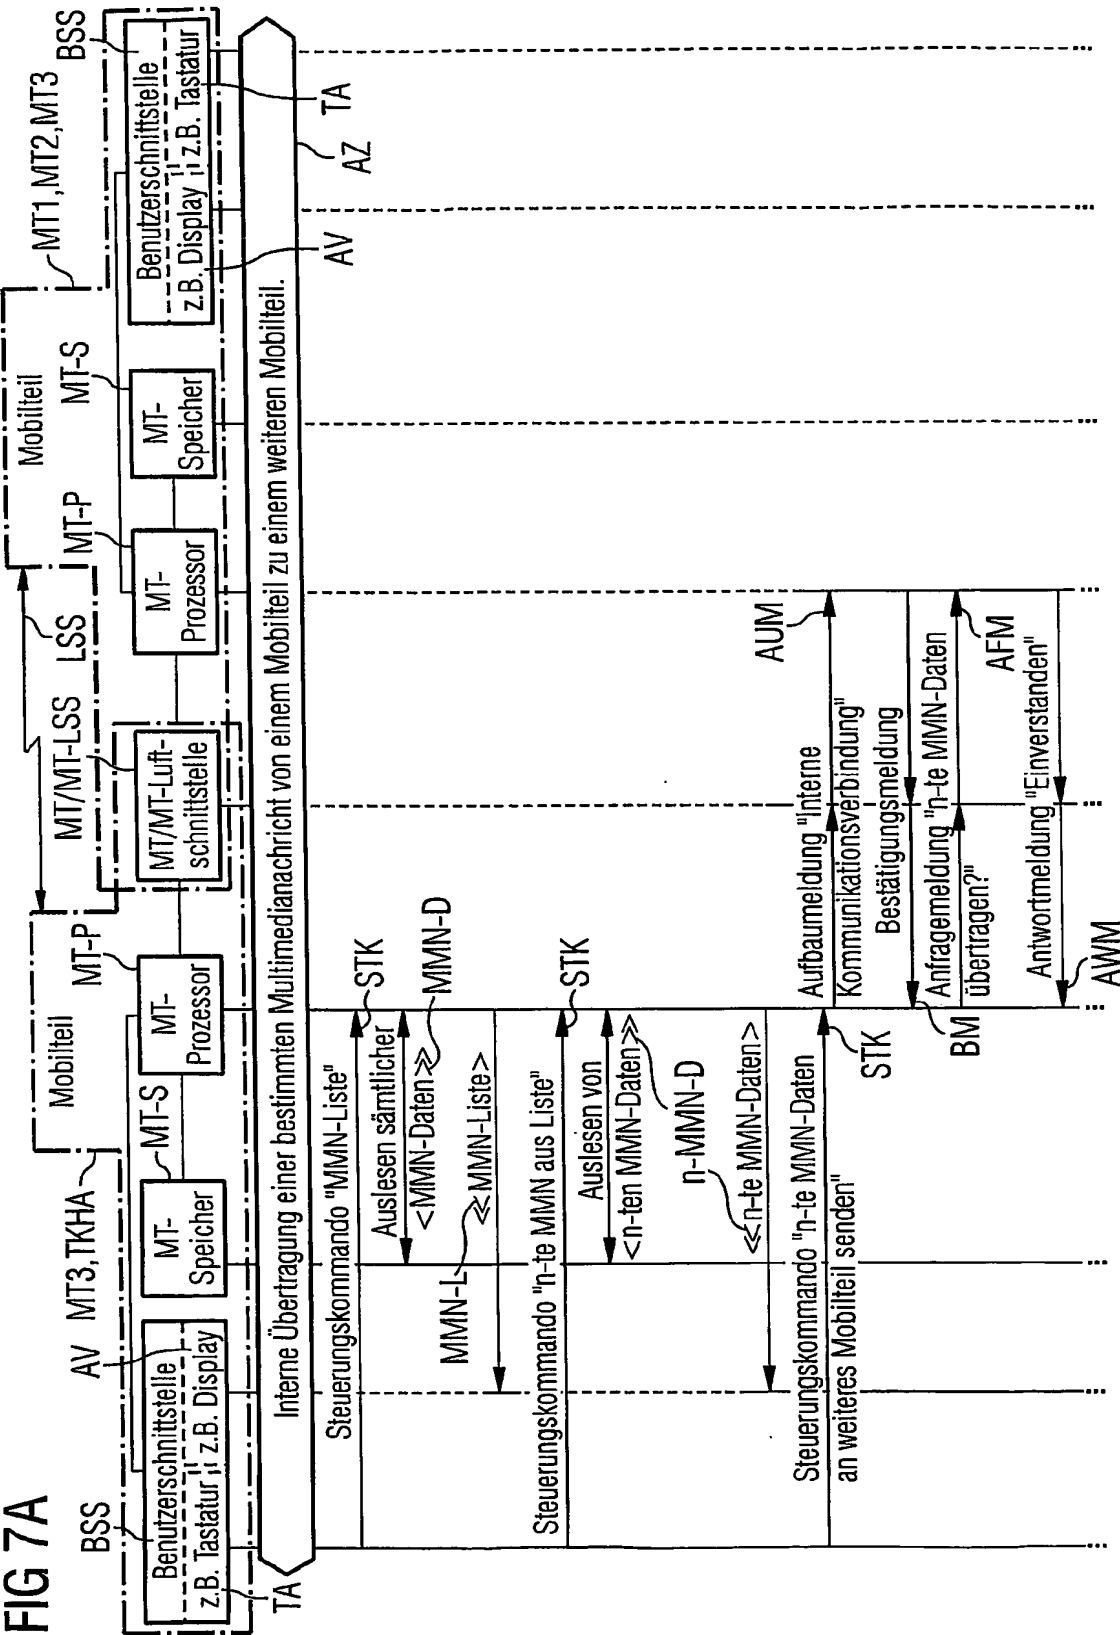 FIG 7A
BSS
AV
MT3,TKHA
MT-S
Mobilteil
MT-P
LSS
MT/MT-LSS
MT-P
Mobilteil
MT-S
MT1,MT2,MT3
BSS
Benutzerschnittstelle
z.B. Tastatur
z.B. Display
MT-
Speicher
MT-
Prozessor
MT/MT-Luft-
schnittstelle
MT-
Prozessor
MT-
Speicher
Benutzerschnittstelle
z.B. Display
z.B. Tastatur
TA
Interne Übertragung einer bestimmten Multimedianachricht von einem Mobilteil zu einem weiteren Mobilteil.
AV
TA
AZ
Steuerungskommando "MMN-Liste"
STK
Auslesen sämtlicher
<MMN-Daten>
MMN-D
MMN-L
<MMN-Liste>
Steuerungskommando "n-te MMN aus Liste"
STK
Auslesen von
<n-ten MMN-Daten>
n-MMN-D
<n-te MMN-Daten>
Steuerungskommando "n-te MMN-Daten
an weiteres Mobilteil senden"
STK
Aufbaumeldung "Interne
Kommunikationsverbindung"
AUM
Bestätigungsmeldung
BM
Anfragemeldung "n-te MMN-Daten
übertragen?"
AFM
Antwortmeldung "Einverstanden"
AWM